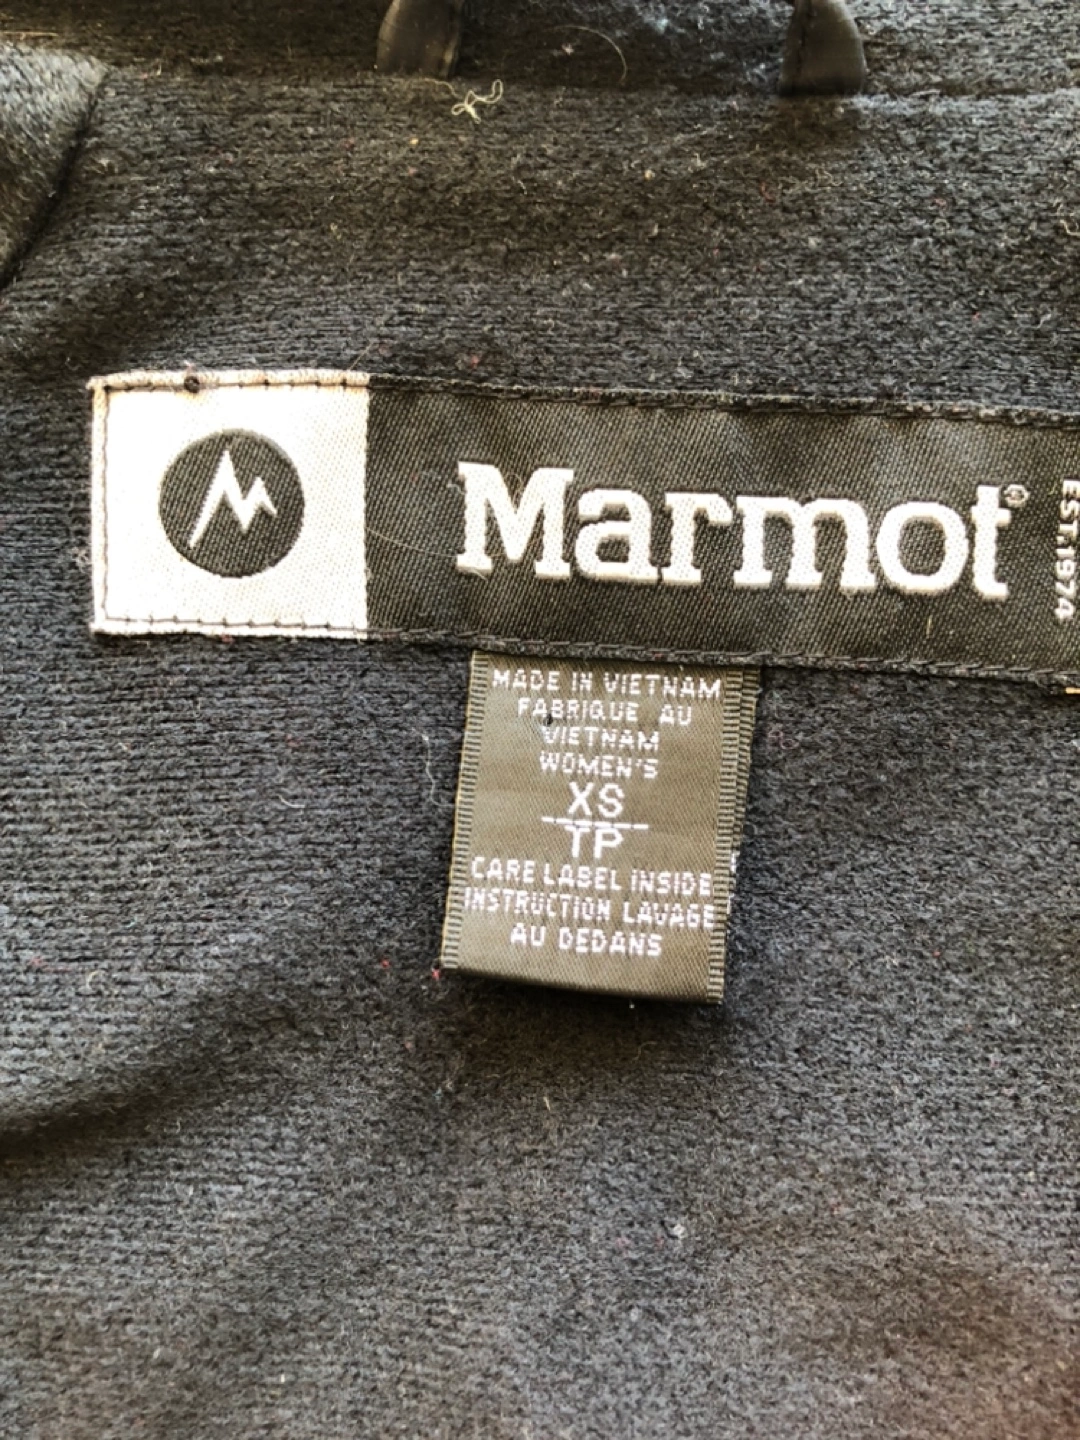 Marmot®
EST.1974
MADE IN VIETNAM
FABRIQUE AU
VIETNAM
WOMEN'S
XS
TP
CARE LABEL INSIDE
INSTRUCTION LAVAGE
AU DEDANS